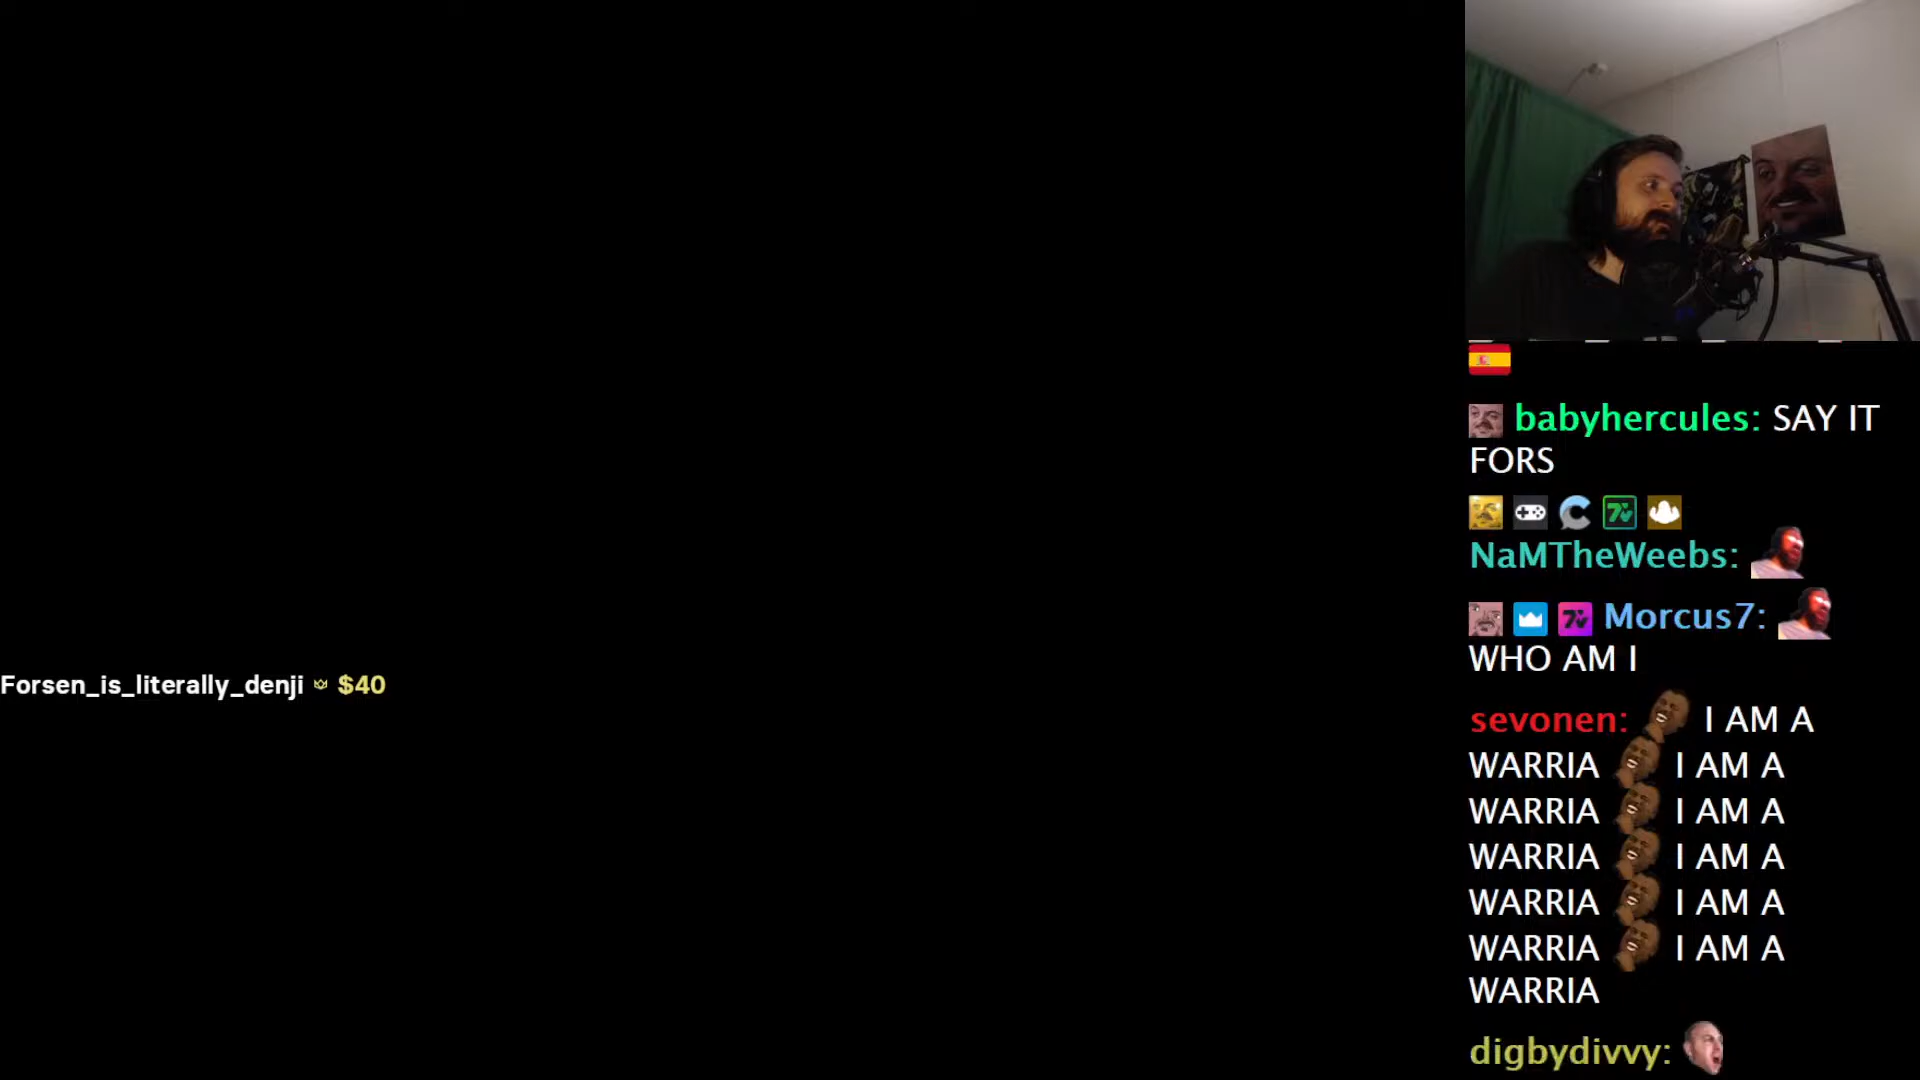 babyhercules: SAY IT
FORS
NaMTheWeebs:
Morcus7:
WHO AM I
Forsen_is_literally_denji $40
sevonen: I AM A
WARRIA I AM A
WARRIA I AM A
WARRIA I AM A
WARRIA I AM A
WARRIA I AM A
WARRIA
digbydivvy: